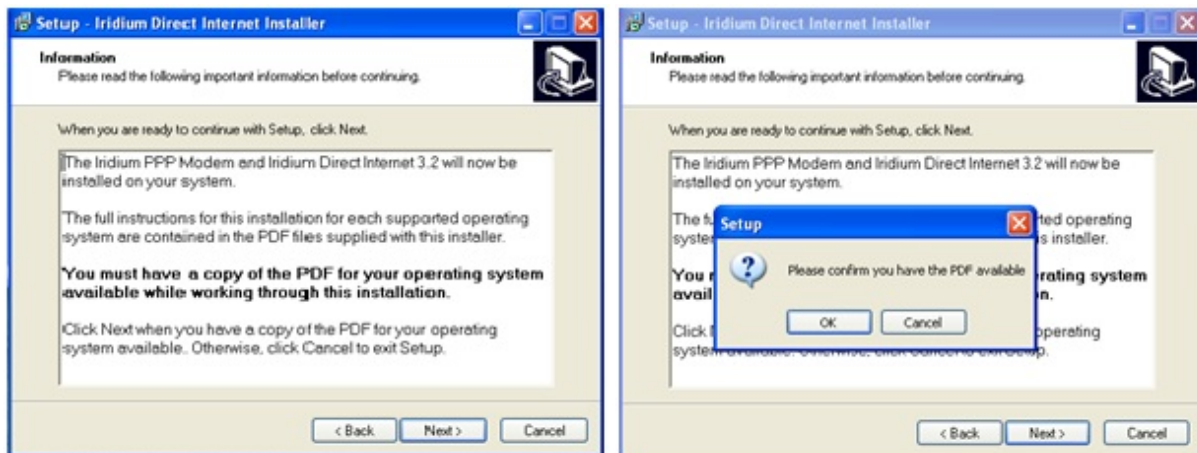 Setup - Iridium Direct Internet Installer
Information
Please read the following important information before continuing.
When you are ready to continue with Setup, click Next.
The Iridium PPP Modem and Iridium Direct Internet 3.2 will now be
installed on your system.
The full instructions for this installation for each supported operating
system are contained in the PDF files supplied with this installer.
You must have a copy of the PDF for your operating system
available while working through this installation.
Click Next when you have a copy of the PDF for your operating
system available. Otherwise, click Cancel to exit Setup.
< Back
Next >
Cancel
Setup - Iridium Direct Internet Installer
Information
Please read the following important information before continuing.
When you are ready to continue with Setup, click Next.
The Iridium PPP Modem and Iridium Direct Internet 3.2 will now be
installed on your system.
Setup
Please confirm you have the PDF available
OK
Cancel
operating
is installer.
rating system
Click
operating
< Back
Next >
Cancel